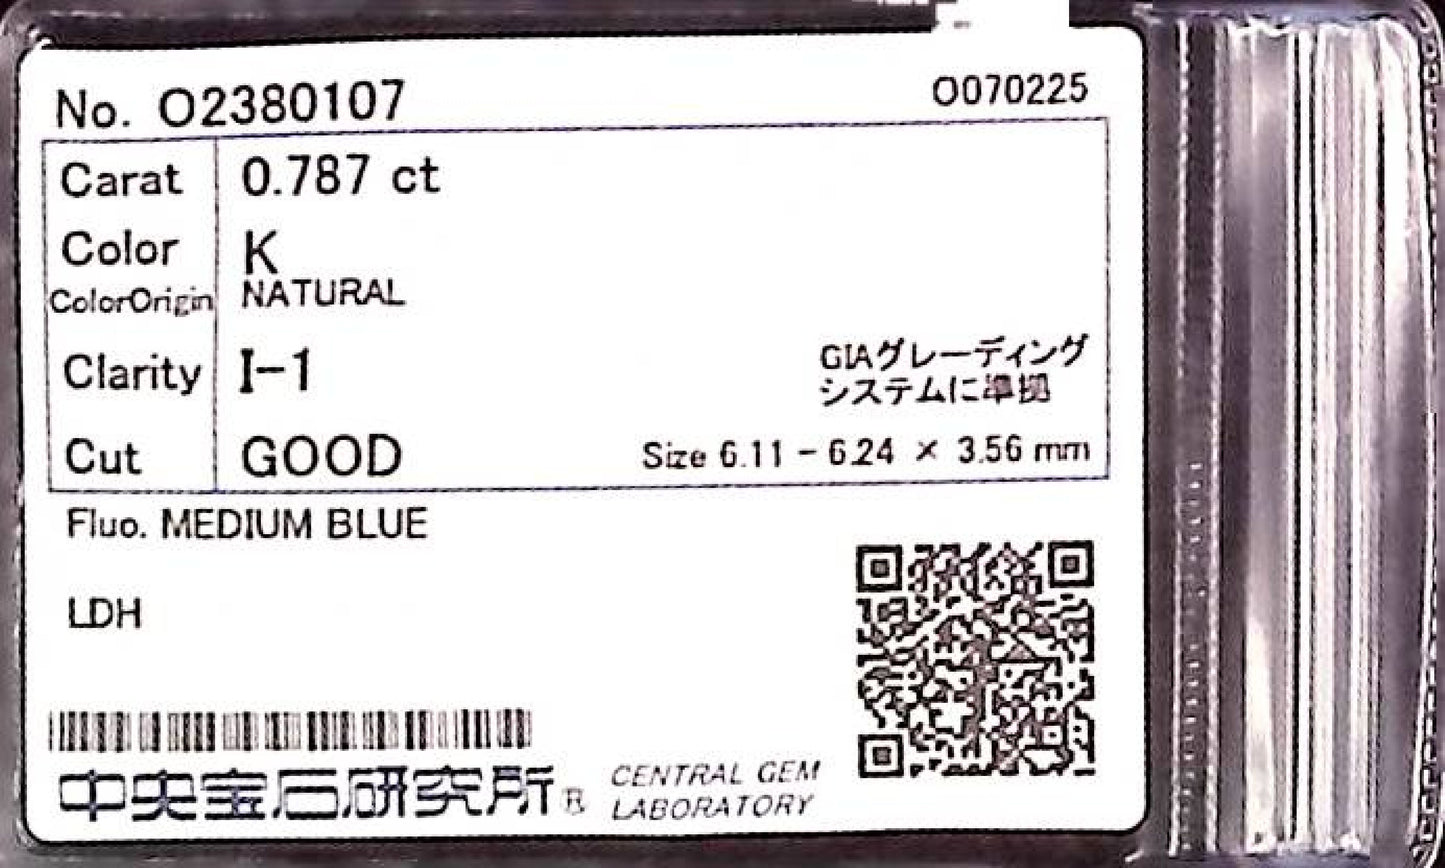 No. O2380107
O070225
Carat 0.787 ct
Color K
ColorOrigin NATURAL
Clarity I-1
GIAグレーディング
システムに準拠
Cut GOOD
Size 6.11 - 6.24 × 3.56 mm
Fluo. MEDIUM BLUE
LDH
中央宝石研究所®
CENTRAL GEM
LABORATORY